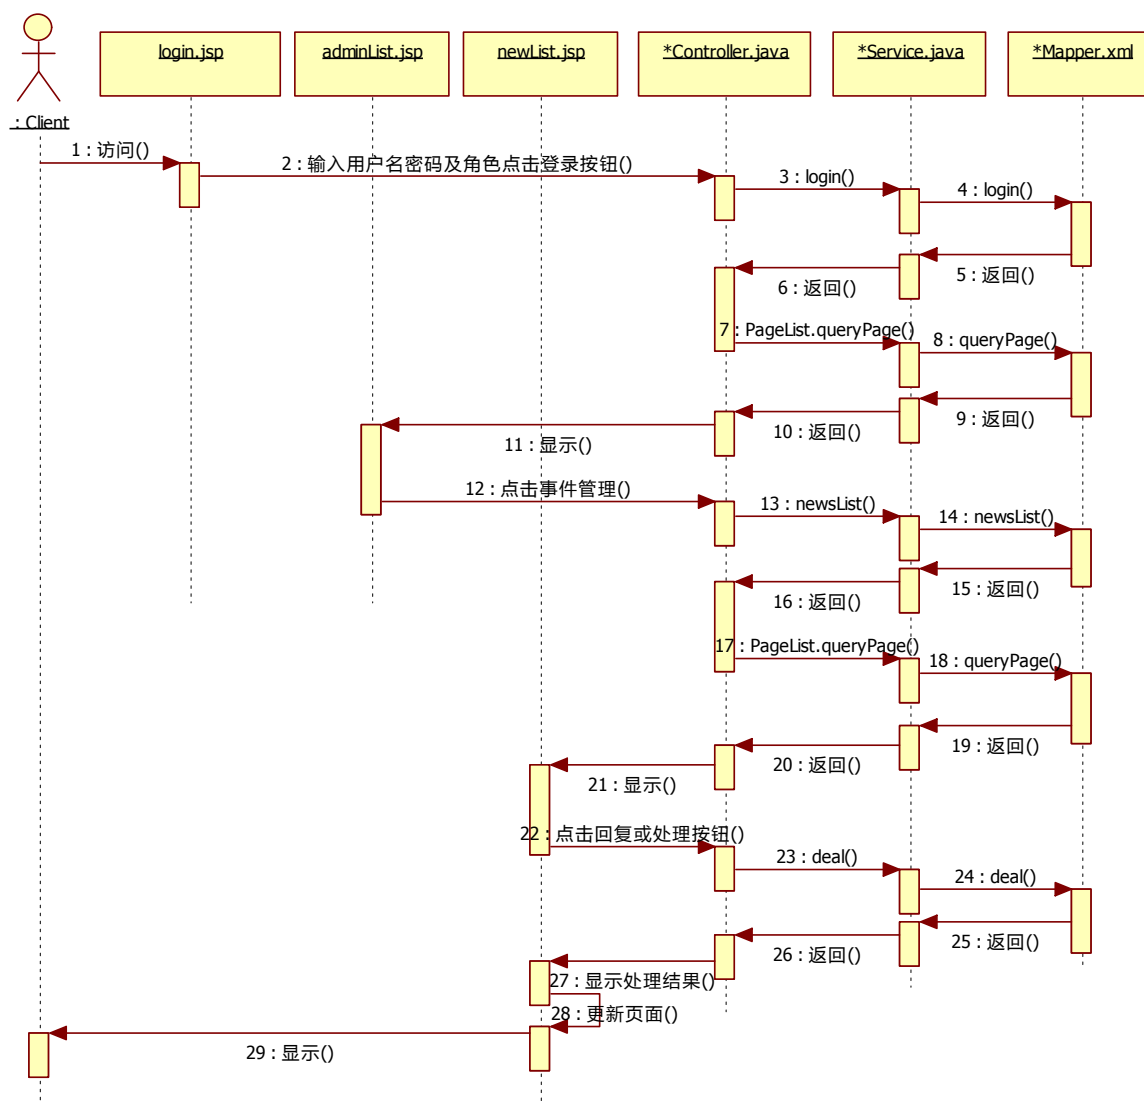 login.jsp
adminList.jsp
newList.jsp
*Controller.java
*Service.java
*Mapper.xml
: Client
1 : 访问()
2 : 输入用户名密码及角色点击登录按钮()
3 : login()
4 : login()
5 : 返回()
6 : 返回()
7 : PageList.queryPage()
8 : queryPage()
9 : 返回()
10 : 返回()
11 : 显示()
12 : 点击事件管理()
13 : newsList()
14 : newsList()
15 : 返回()
16 : 返回()
17 : PageList.queryPage()
18 : queryPage()
19 : 返回()
20 : 返回()
21 : 显示()
22 : 点击回复或处理按钮()
23 : deal()
24 : deal()
25 : 返回()
26 : 返回()
27 : 显示处理结果()
28 : 更新页面()
29 : 显示()